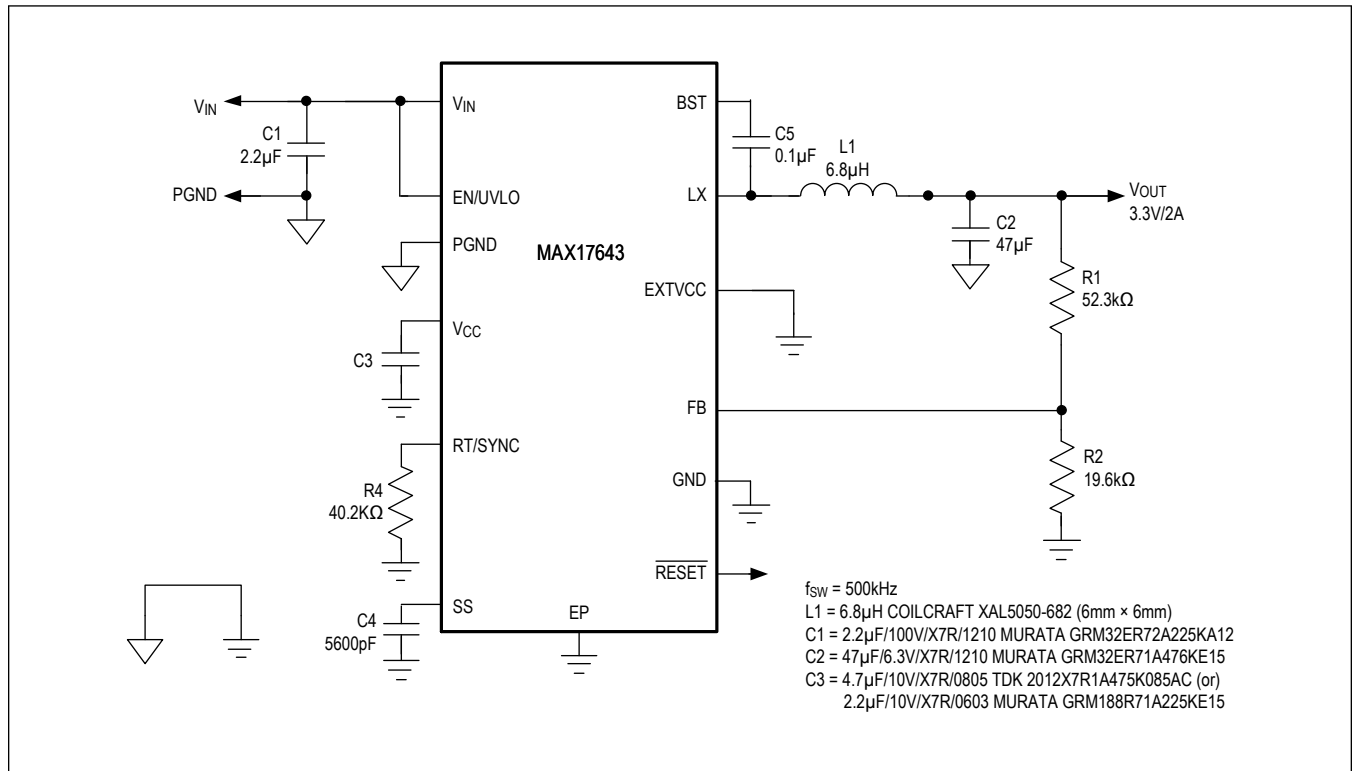 VIN
C1
2.2µF
PGND
VIN
EN/UVLO
PGND
VCC
C3
RT/SYNC
R4
40.2KΩ
SS
C4
5600pF
MAX17643
EP
BST
C5
0.1µF
LX
L1
6.8µH
VOUT
3.3V/2A
C2
47µF
EXTVCC
R1
52.3kΩ
FB
R2
19.6kΩ
GND
RESET
fSW = 500kHz
L1 = 6.8µH COILCRAFT XAL5050-682 (6mm × 6mm)
C1 = 2.2µF/100V/X7R/1210 MURATA GRM32ER72A225KA12
C2 = 47µF/6.3V/X7R/1210 MURATA GRM32ER71A476KE15
C3 = 4.7µF/10V/X7R/0805 TDK 2012X7R1A475K085AC (or)
2.2µF/10V/X7R/0603 MURATA GRM188R71A225KE15